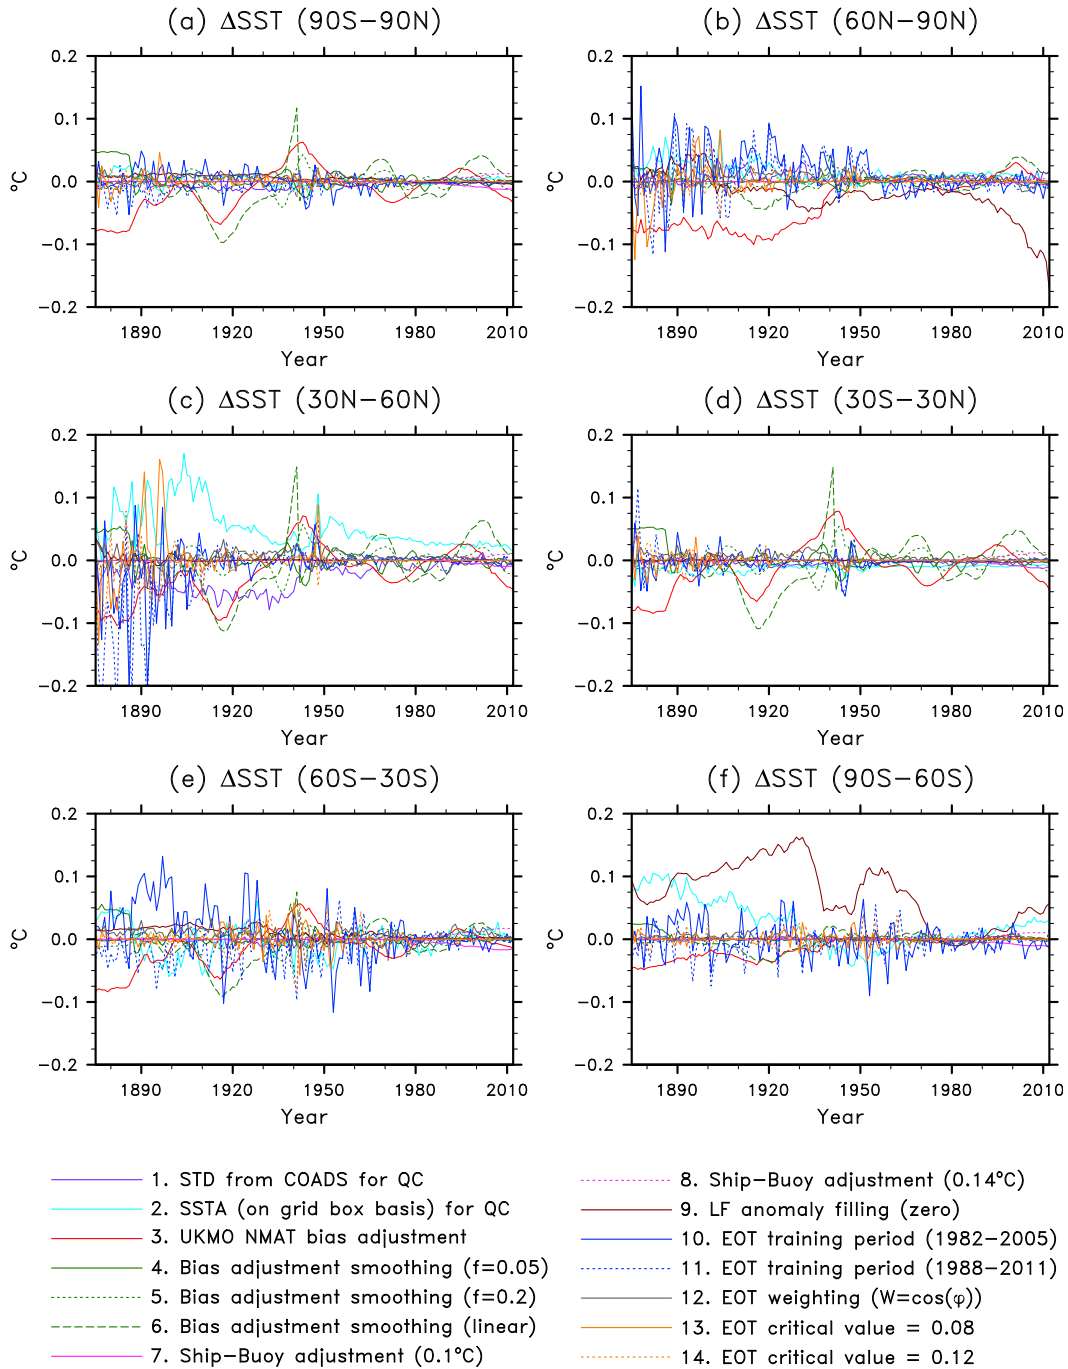 (a) ΔSST (90S−90N)
(b) ΔSST (60N−90N)
0.2
0.1
0.0
−0.1
−0.2
°C
1890 1920 1950 1980 2010
Year
0.2
0.1
0.0
−0.1
−0.2
°C
1890 1920 1950 1980 2010
Year
(c) ΔSST (30N−60N)
(d) ΔSST (30S−30N)
0.2
0.1
0.0
−0.1
−0.2
°C
1890 1920 1950 1980 2010
Year
0.2
0.1
0.0
−0.1
−0.2
°C
1890 1920 1950 1980 2010
Year
(e) ΔSST (60S−30S)
(f) ΔSST (90S−60S)
0.2
0.1
0.0
−0.1
−0.2
°C
1890 1920 1950 1980 2010
Year
0.2
0.1
0.0
−0.1
−0.2
°C
1890 1920 1950 1980 2010
Year
1. STD from COADS for QC
2. SSTA (on grid box basis) for QC
3. UKMO NMAT bias adjustment
4. Bias adjustment smoothing (f=0.05)
5. Bias adjustment smoothing (f=0.2)
6. Bias adjustment smoothing (linear)
7. Ship−Buoy adjustment (0.1°C)
8. Ship−Buoy adjustment (0.14°C)
9. LF anomaly filling (zero)
10. EOT training period (1982−2005)
11. EOT training period (1988−2011)
12. EOT weighting (W=cos(φ))
13. EOT critical value = 0.08
14. EOT critical value = 0.12